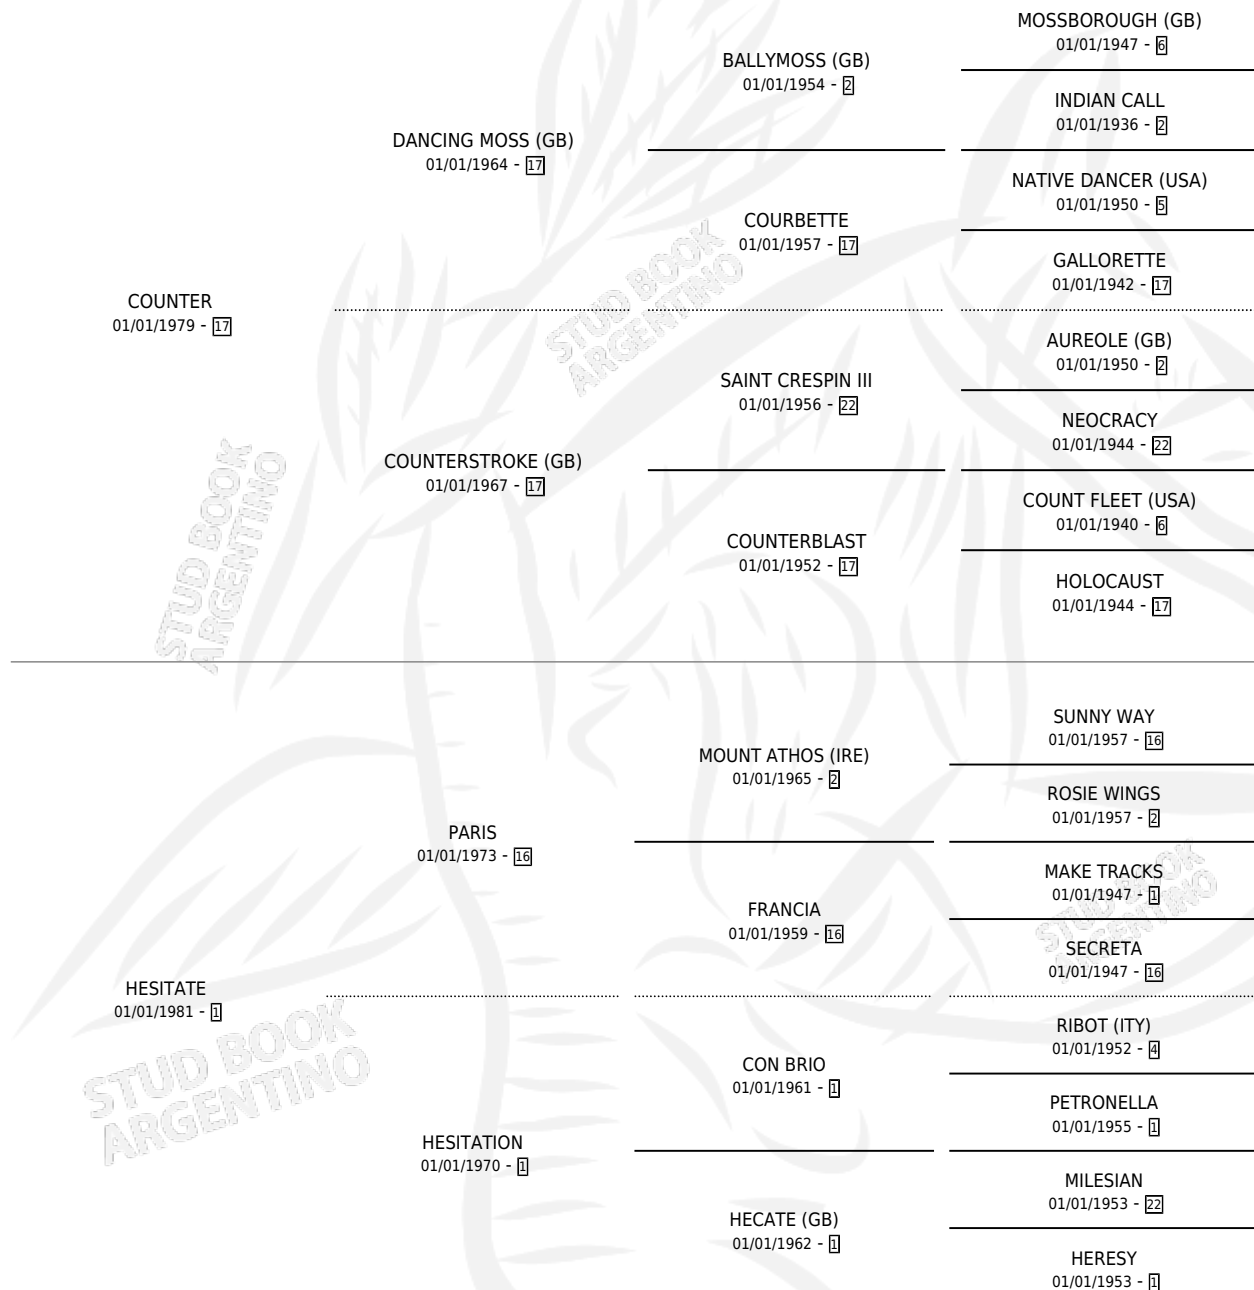 MOSSBOROUGH (GB)
01/01/1947 - 6
BALLYMOSS (GB)
01/01/1954 - 2
INDIAN CALL
01/01/1936 - 2
DANCING MOSS (GB)
01/01/1964 - 17
NATIVE DANCER (USA)
01/01/1950 - 5
COURBETTE
01/01/1957 - 17
GALLORETTE
01/01/1942 - 17
COUNTER
01/01/1979 - 17
STUD BOOK
ARGENTINO
AUREOLE (GB)
01/01/1950 - 2
SAINT CRESPIN III
01/01/1956 - 22
NEOCRACY
01/01/1944 - 22
COUNTERSTROKE (GB)
01/01/1967 - 17
COUNT FLEET (USA)
01/01/1940 - 6
COUNTERBLAST
01/01/1952 - 17
HOLOCAUST
01/01/1944 - 17
STUD BOOK
ARGENTINO
SUNNY WAY
01/01/1957 - 16
MOUNT ATHOS (IRE)
01/01/1965 - 2
ROSIE WINGS
01/01/1957 - 2
PARIS
01/01/1973 - 16
MAKE TRACKS
01/01/1947 - 1
FRANCIA
01/01/1959 - 16
SECRETA
01/01/1947 - 16
STUD BOOK
ARGENTINO
HESITATE
01/01/1981 - 1
RIBOT (ITY)
01/01/1952 - 4
CON BRIO
01/01/1961 - 1
PETRONELLA
01/01/1955 - 1
STUD BOOK
ARGENTINO
HESITATION
01/01/1970 - 1
MILESIAN
01/01/1953 - 22
HECATE (GB)
01/01/1962 - 1
HERESY
01/01/1953 - 1